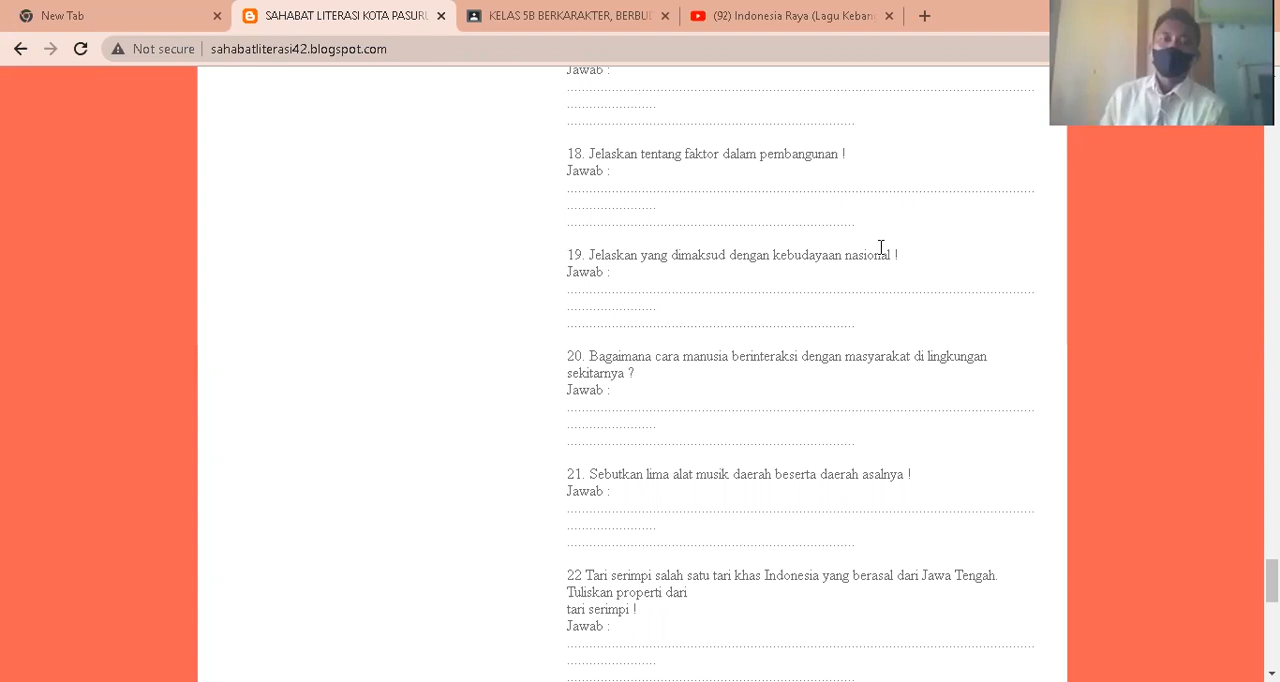 New Tab
SAHABAT LITERASI KOTA PASURU
KELAS 5B BERKARAKTER, BERBUD
(92) Indonesia Raya (Lagu Kebang
Not secure
sahabatliterasi42.blogspot.com
Jawab :
................................................................................................................................
........................
..............................................................................
18. Jelaskan tentang faktor dalam pembangunan !
Jawab :
................................................................................................................................
........................
..............................................................................
19. Jelaskan yang dimaksud dengan kebudayaan nasional !
Jawab :
................................................................................................................................
........................
..............................................................................
20. Bagaimana cara manusia berinteraksi dengan masyarakat di lingkungan
sekitarnya ?
Jawab :
................................................................................................................................
........................
..............................................................................
21. Sebutkan lima alat musik daerah beserta daerah asalnya !
Jawab :
................................................................................................................................
........................
..............................................................................
22 Tari serimpi salah satu tari khas Indonesia yang berasal dari Jawa Tengah.
Tuliskan properti dari
tari serimpi !
Jawab :
................................................................................................................................
........................
..............................................................................